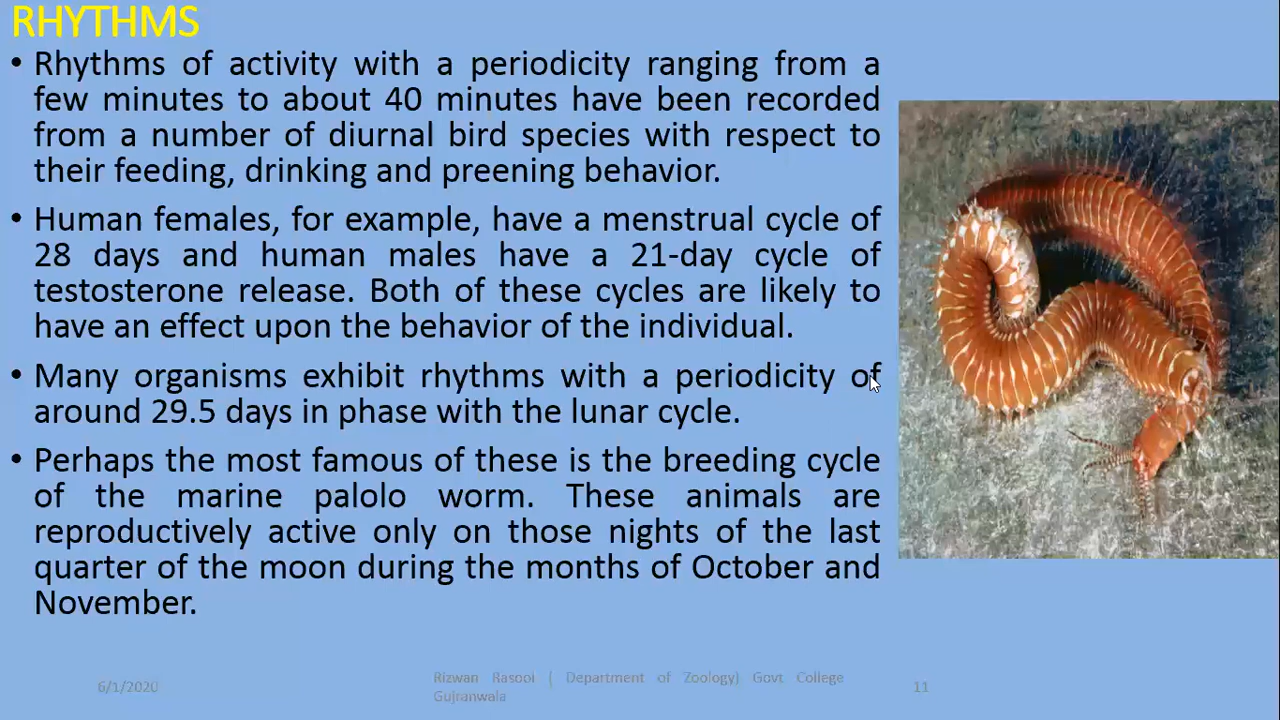 RHYTHMS
• Rhythms of activity with a periodicity ranging from a
few minutes to about 40 minutes have been recorded
from a number of diurnal bird species with respect to
their feeding, drinking and preening behavior.
• Human females, for example, have a menstrual cycle of
28 days and human males have a 21-day cycle of
testosterone release. Both of these cycles are likely to
have an effect upon the behavior of the individual.
• Many organisms exhibit rhythms with a periodicity of
around 29.5 days in phase with the lunar cycle.
• Perhaps the most famous of these is the breeding cycle
of the marine palolo worm. These animals are
reproductively active only on those nights of the last
quarter of the moon during the months of October and
November.
6/1/2020
Rizwan Rasool ( Department of Zoology) Govt College
Gujranwala
11